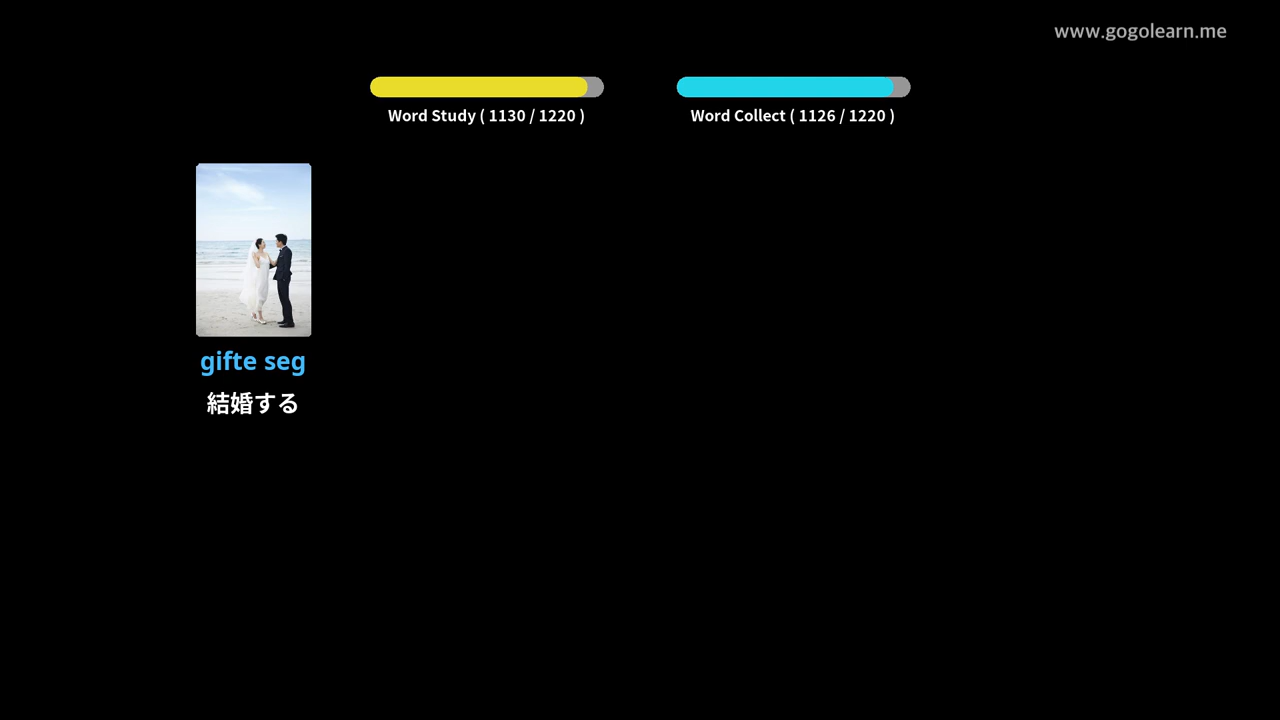 www.gogolearn.me
Word Study ( 1130 / 1220 )
Word Collect ( 1126 / 1220 )
gifte seg
結婚する